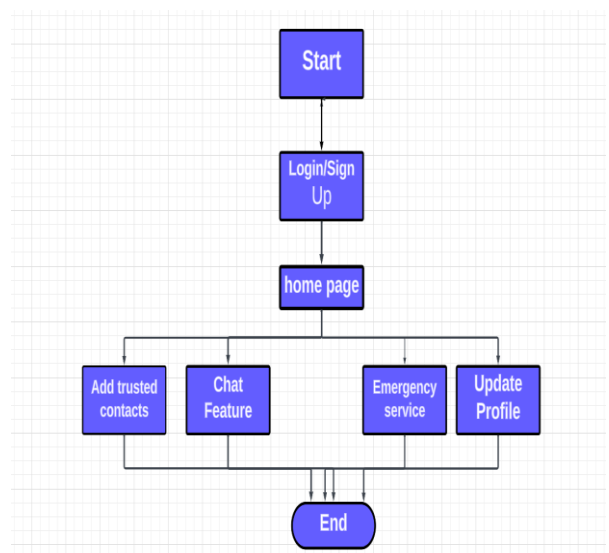 Start
Login/Sign
Up
home page
Add trusted
contacts
Chat
Feature
Emergency
service
Update
Profile
End